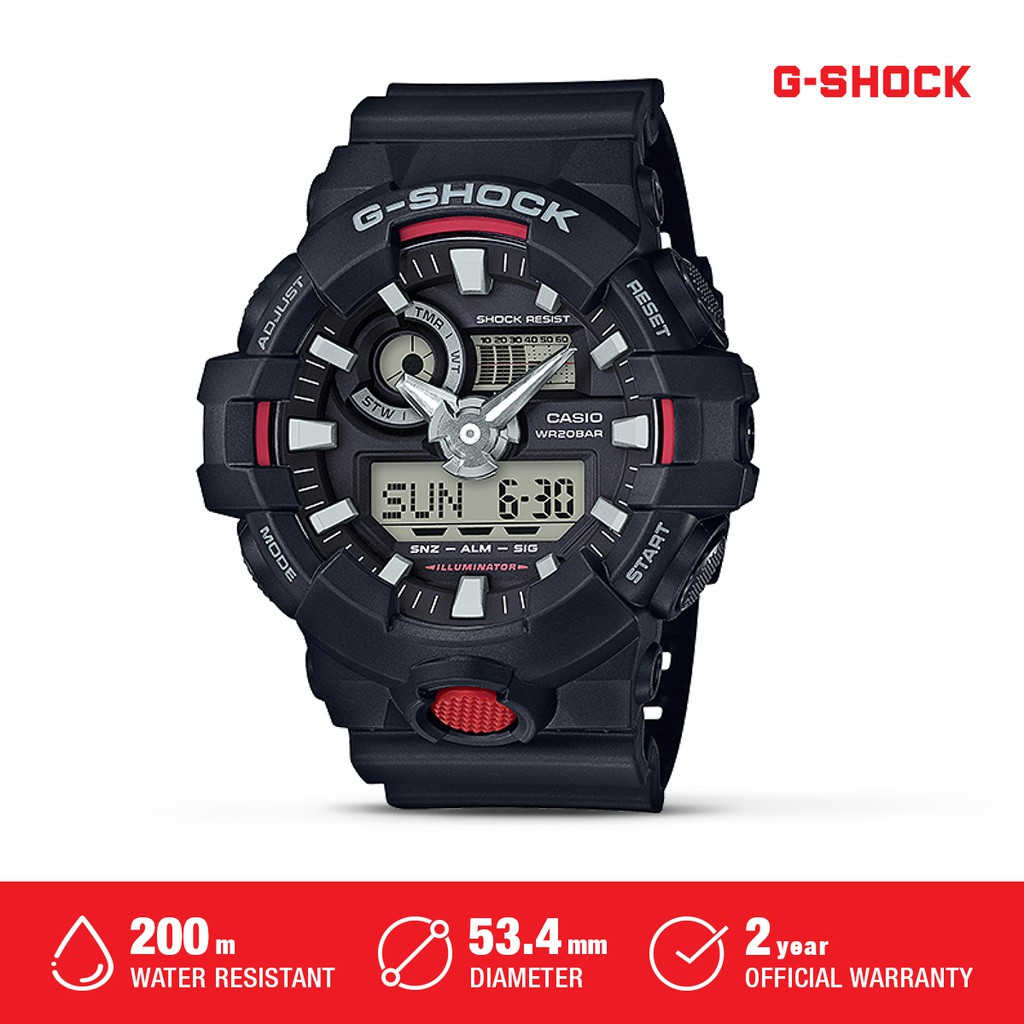 G-SHOCK
G-SHOCK
ADJUST
RESET
TMR
WT
STW
SHOCK RESIST
10 20 30 40 50 60
CASIO
WR20BAR
SUN 6-30
SNZ – ALM – SIG
ILLUMINATOR
MODE
START
200 m
WATER RESISTANT
53.4 mm
DIAMETER
2 year
OFFICIAL WARRANTY